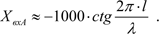 X_вхА ≈ −1000 · ctg (2π · l / λ) .